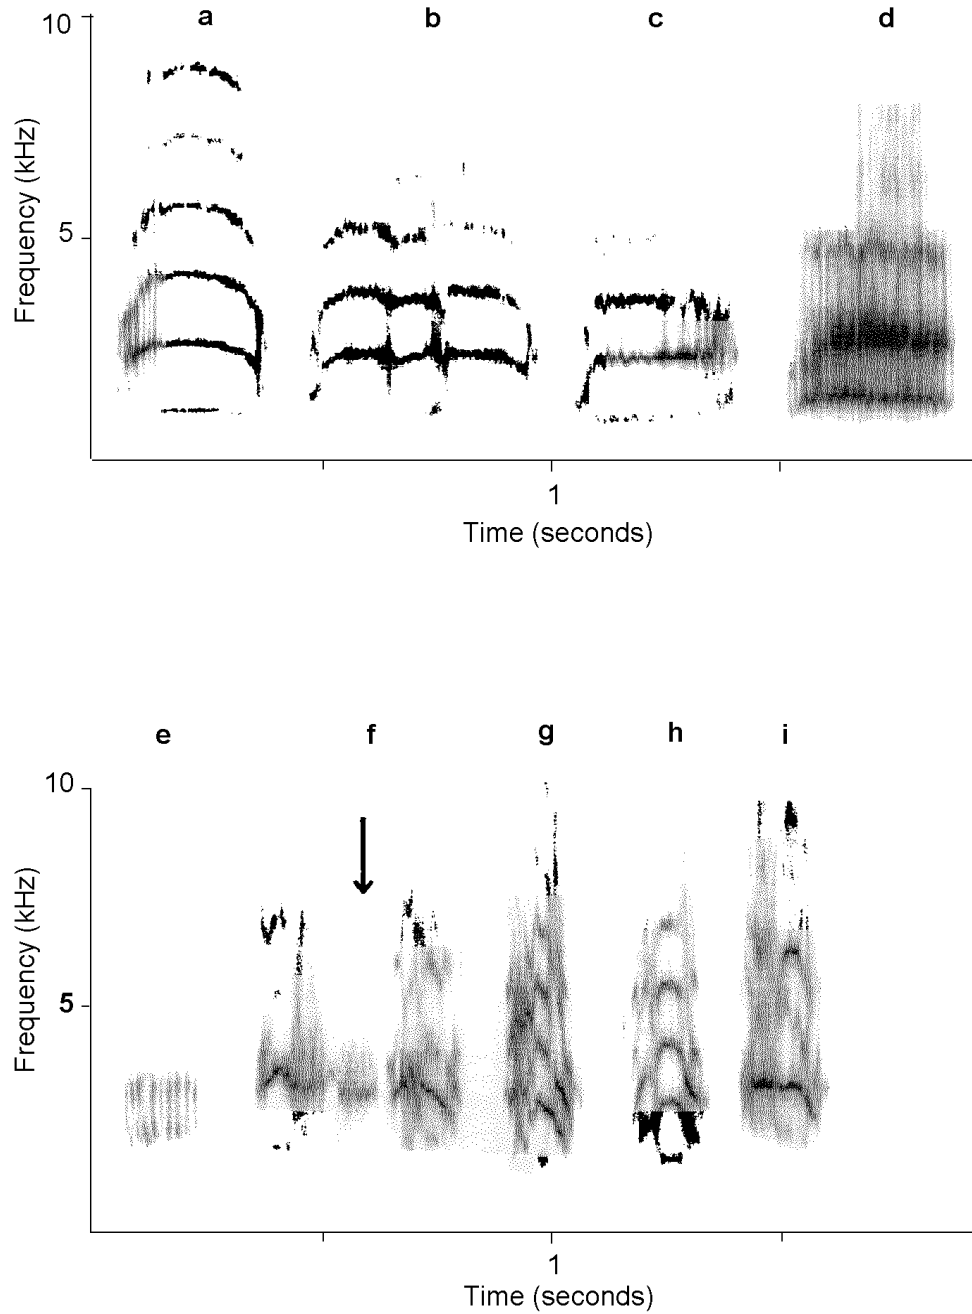 10 a b c d
Frequency (kHz)
5
1
Time (seconds)
e f g h i
10
Frequency (kHz)
5
1
Time (seconds)